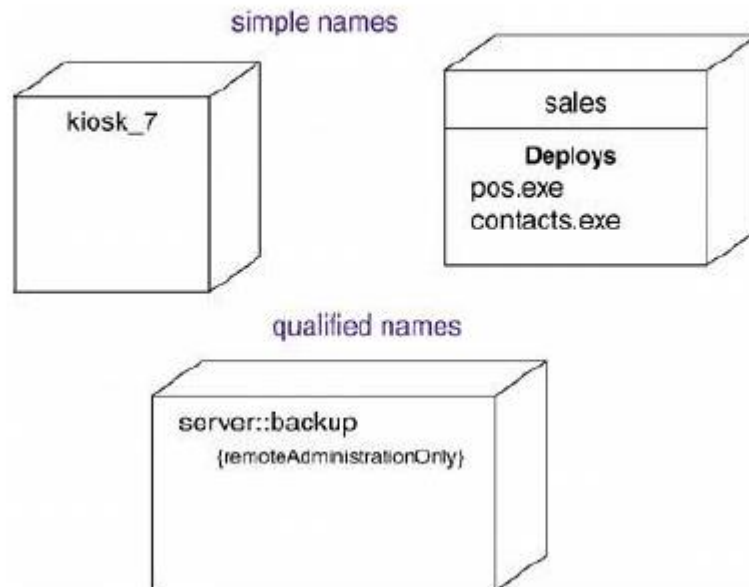 simple names
kiosk_7
sales
Deploys
pos.exe
contacts.exe
qualified names
server::backup
{remoteAdministrationOnly}